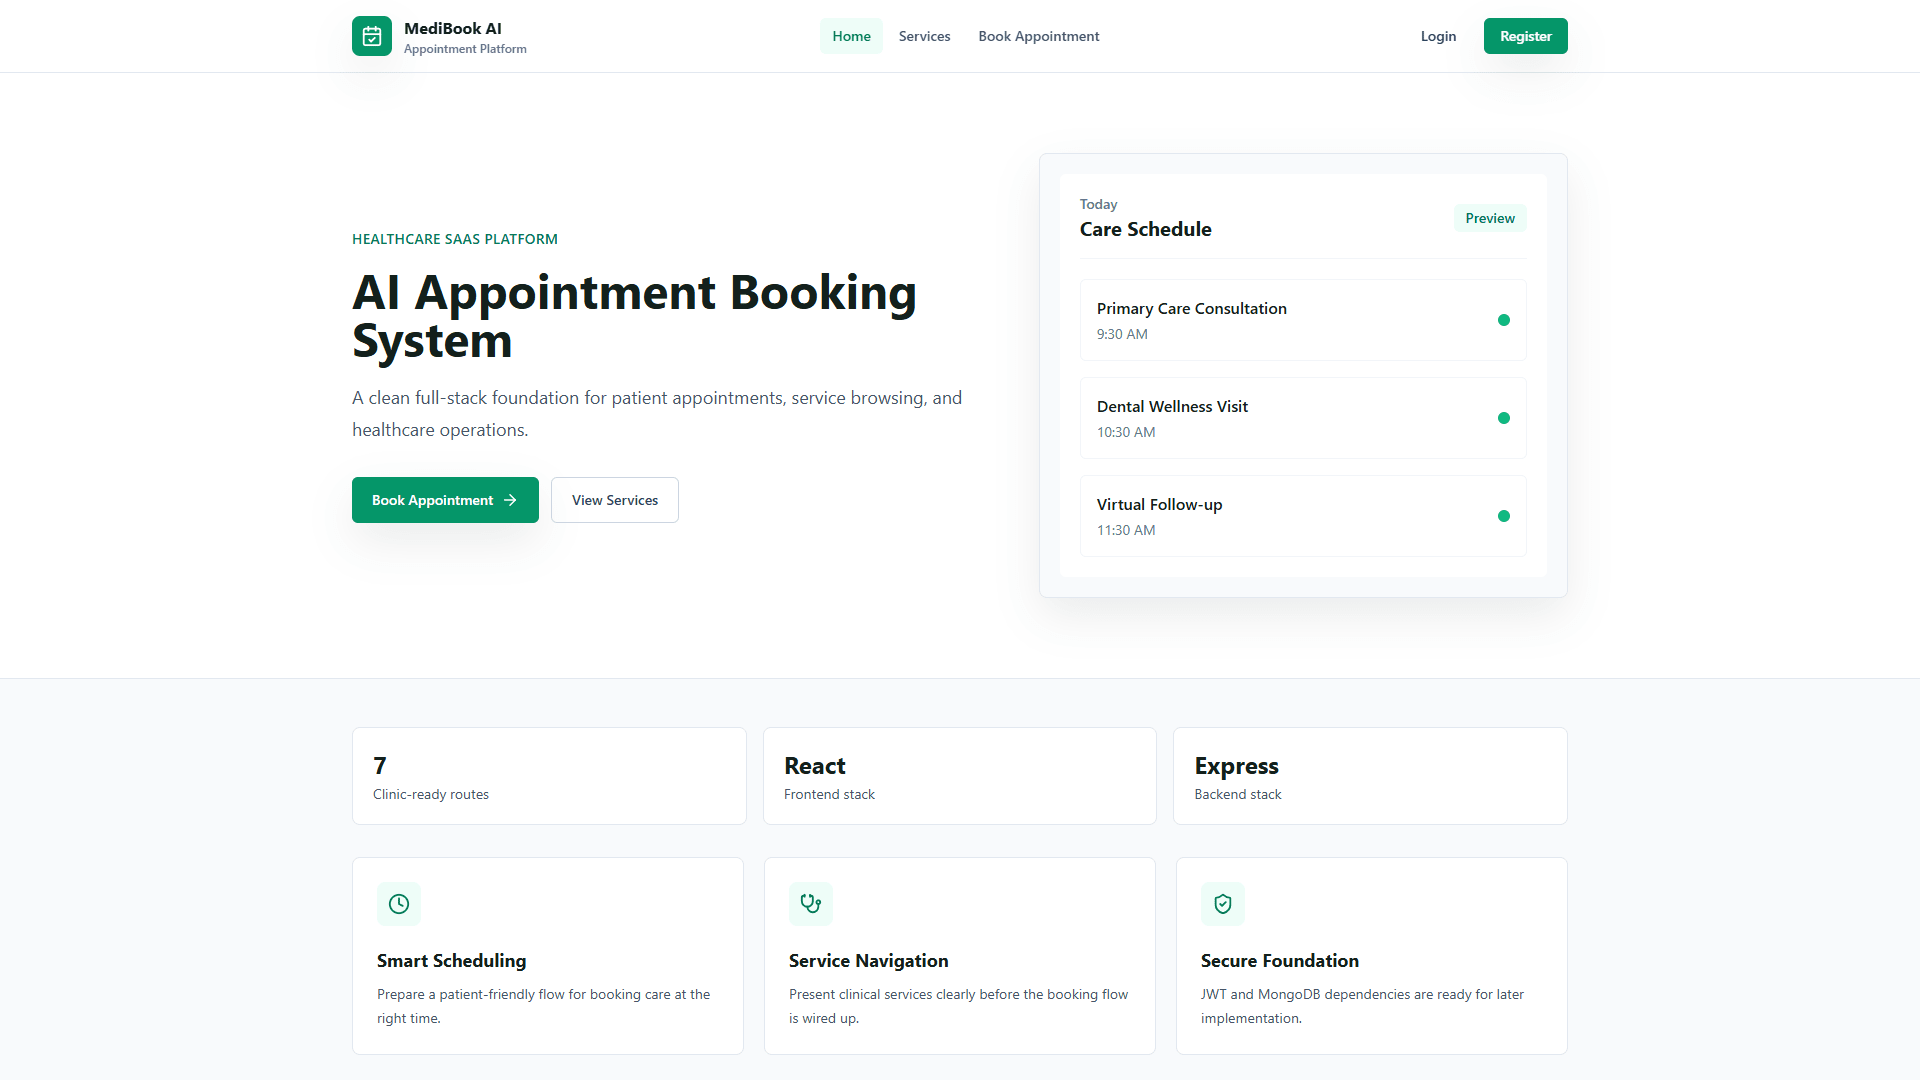 MediBook AI
Appointment Platform
Home
Services
Book Appointment
Login
Register
HEALTHCARE SAAS PLATFORM
AI Appointment Booking
System
A clean full-stack foundation for patient appointments, service browsing, and
healthcare operations.
Book Appointment
View Services
Today
Care Schedule
Preview
Primary Care Consultation
9:30 AM
Dental Wellness Visit
10:30 AM
Virtual Follow-up
11:30 AM
7
Clinic-ready routes
React
Frontend stack
Express
Backend stack
Smart Scheduling
Prepare a patient-friendly flow for booking care at the
right time.
Service Navigation
Present clinical services clearly before the booking flow
is wired up.
Secure Foundation
JWT and MongoDB dependencies are ready for later
implementation.